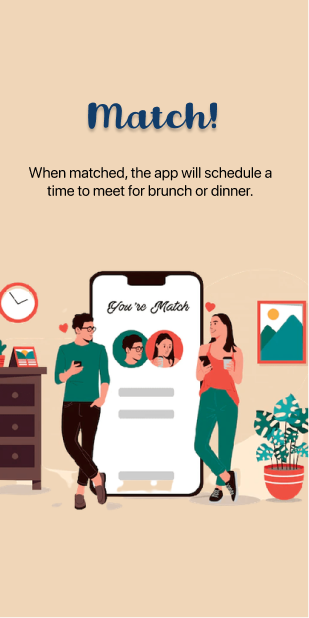 Match!
When matched, the app will schedule a
time to meet for brunch or dinner.
You're Match